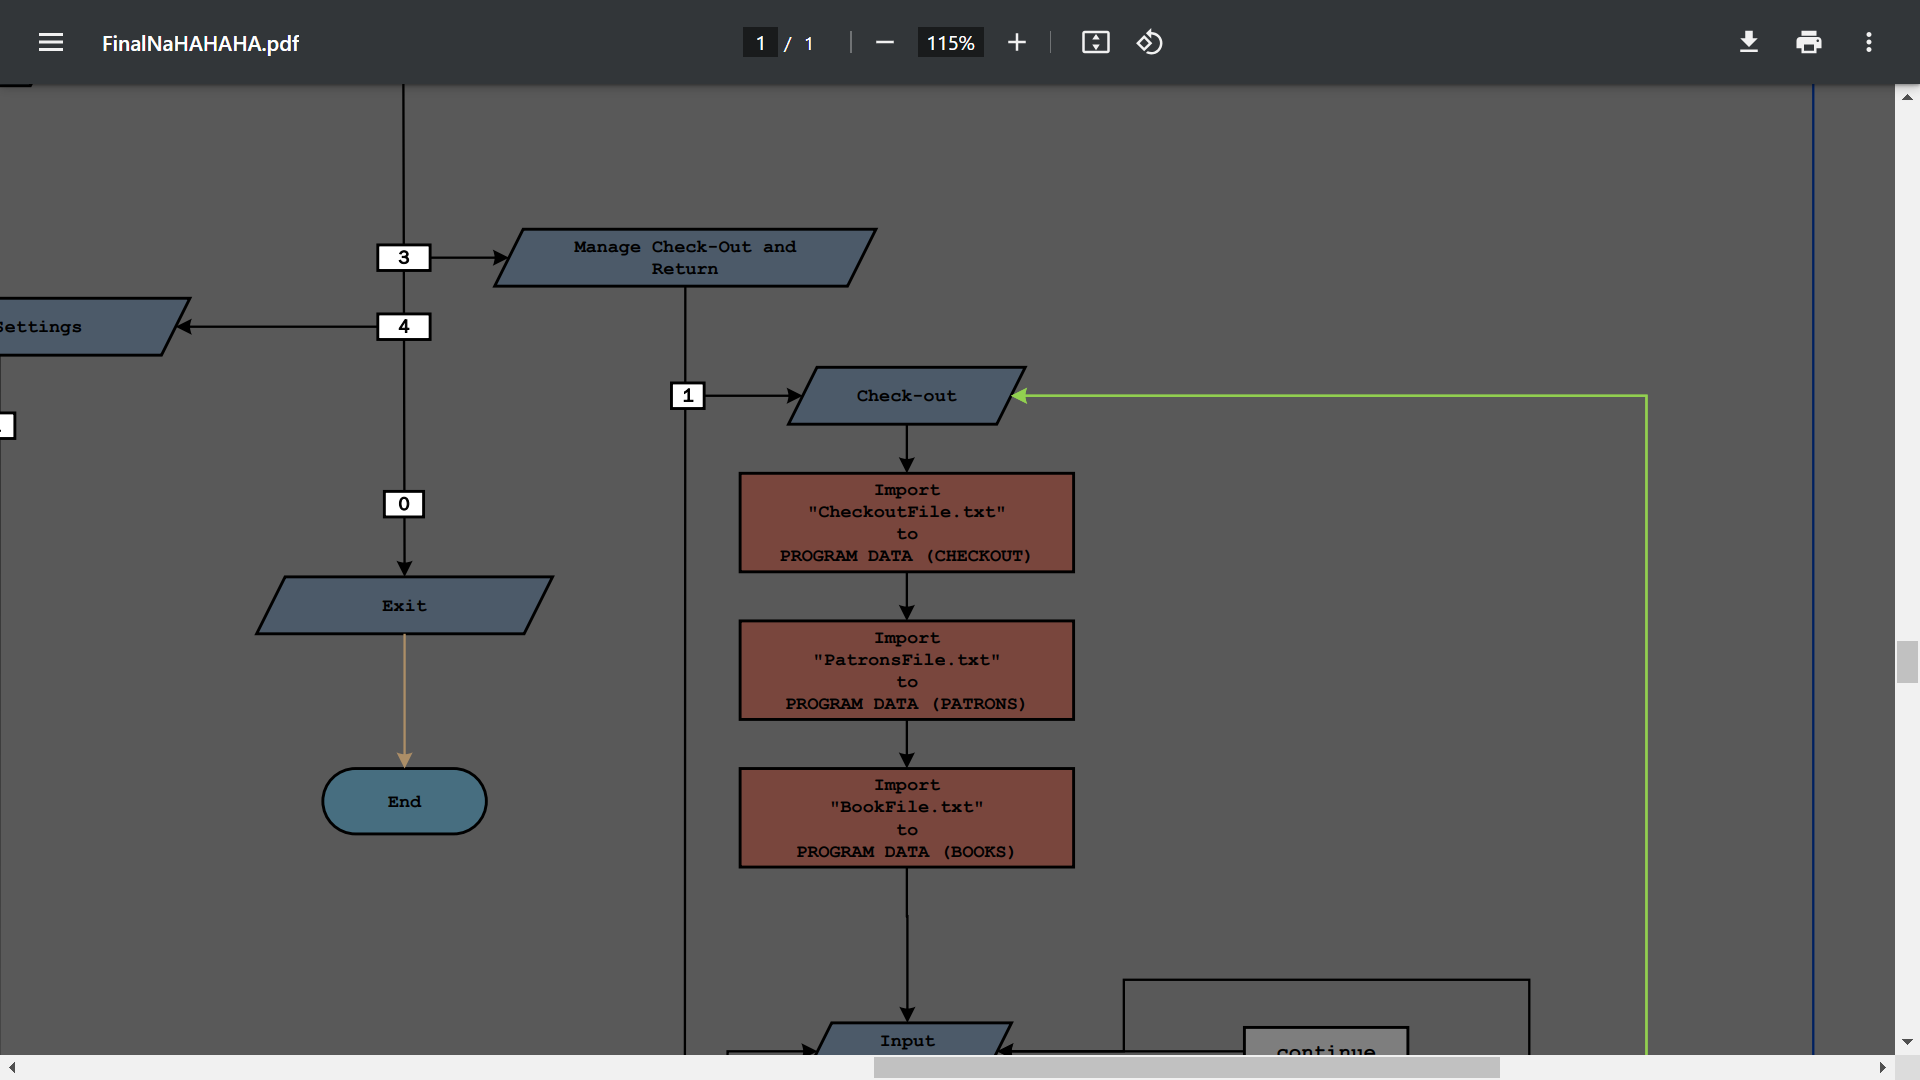 FinalNaHAHAHA.pdf
1 / 1
115%
3
Manage Check-Out and
Return
Settings
4
1
Check-out
Import
"CheckoutFile.txt"
to
PROGRAM DATA (CHECKOUT)
0
Exit
Import
"PatronsFile.txt"
to
PROGRAM DATA (PATRONS)
End
Import
"BookFile.txt"
to
PROGRAM DATA (BOOKS)
Input
continue